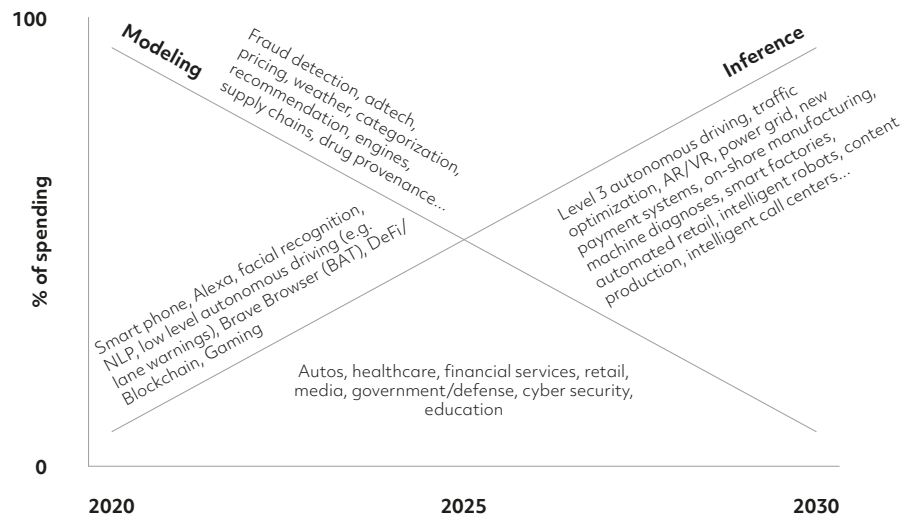 100
Modeling
Fraud detection, adtech,
pricing, weather, categorization,
recommendation, engines,
supply chains, drug provenance...
Inference
Level 3 autonomous driving, traffic
optimization, AR/VR, power grid, new
payment systems, on-shore manufacturing,
machine diagnoses, smart factories,
automated retail, intelligent robots, content
production, intelligent call centers...
% of spending
Smart phone, Alexa, facial recognition,
NLP, low level autonomous driving (e.g.
lane warnings), Brave Browser (BAT), DeFi/
Blockchain, Gaming
Autos, healthcare, financial services, retail,
media, government/defense, cyber security,
education
0
2020
2025
2030